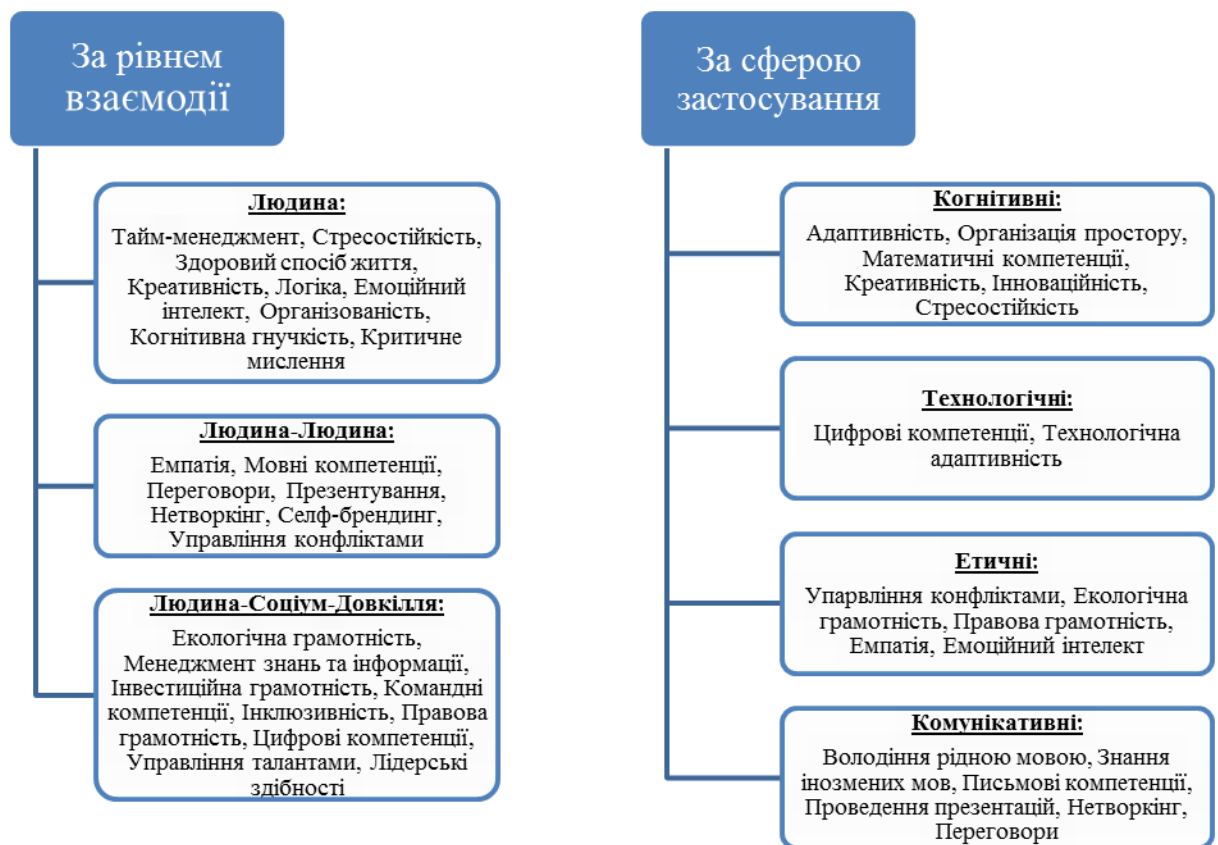 За рівнем
взаємодії
Людина:
Тайм-менеджмент, Стресостійкість,
Здоровий спосіб життя,
Креативність, Логіка, Емоційний
інтелект, Організованість,
Когнітивна гнучкість, Критичне
мислення
Людина-Людина:
Емпатія, Мовні компетенції,
Переговори, Презентування,
Нетворкінг, Селф-брендинг,
Управління конфліктами
Людина-Соціум-Довкілля:
Екологічна грамотність,
Менеджмент знань та інформації,
Інвестиційна грамотність, Командні
компетенції, Інклюзивність, Правова
грамотність, Цифрові компетенції,
Управління талантами, Лідерські
здібності
За сферою
застосування
Когнітивні:
Адаптивність, Організація простору,
Математичні компетенції,
Креативність, Інноваційність,
Стресостійкість
Технологічні:
Цифрові компетенції, Технологічна
адаптивність
Етичні:
Упарвління конфліктами, Екологічна
грамотність, Правова грамотність,
Емпатія, Емоційний інтелект
Комунікативні:
Володіння рідною мовою, Знання
інозмених мов, Письмові компетенції,
Проведення презентацій, Нетворкінг,
Переговори